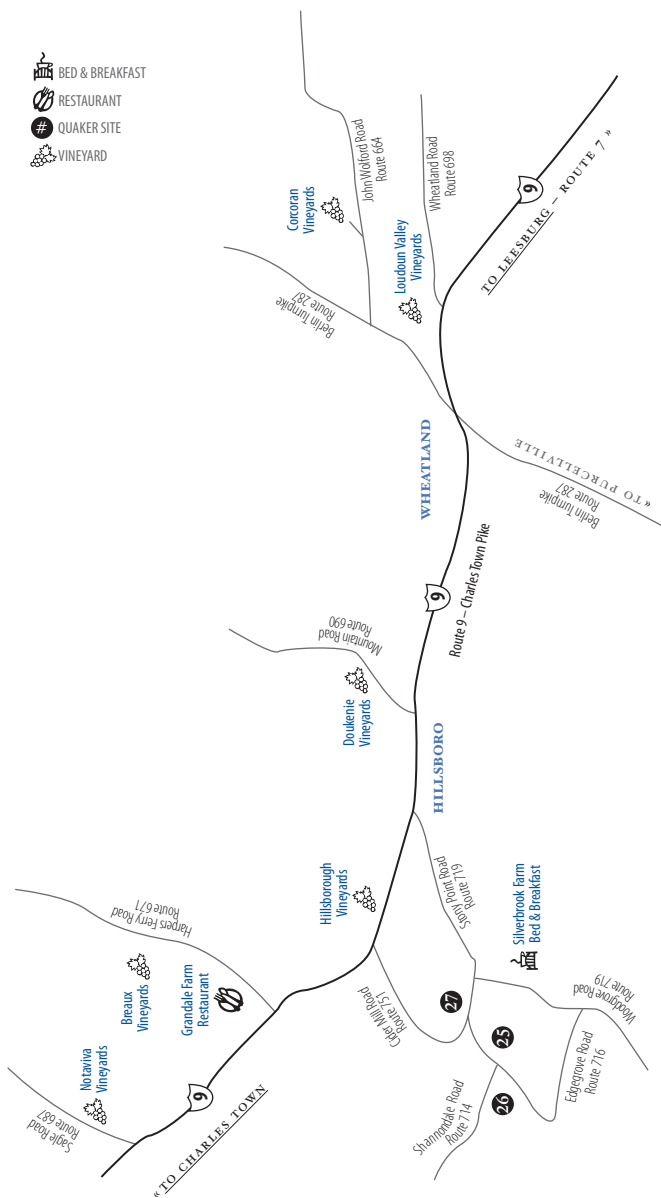 BED & BREAKFAST
RESTAURANT
# QUAKER SITE
VINEYARD
John Wolford Road
Route 664
Wheatland Road
Route 698
Corcoran
Vineyards
Loudoun Valley
Vineyards
Berlin Turnpike
Route 287
9
TO LEESBURG – ROUTE 7 »
WHEATLAND
« TO PURCELLVILLE
Berlin Turnpike
Route 287
9
Route 9 – Charles Town Pike
Mountain Road
Route 690
Doukenie
Vineyards
HILLSBORO
Hillsborough
Vineyards
Stony Point Road
Route 719
Silverbrook Farm
Bed & Breakfast
Harpers Ferry Road
Route 671
Breaux
Vineyards
Grandale Farm
Restaurant
Cider Mill Road
Route 751
27
25
26
Woodgrove Road
Route 719
Edgegrove Road
Route 716
Shannondale Road
Route 714
Notaviva
Vineyards
Sagle Road
Route 687
9
« TO CHARLES TOWN